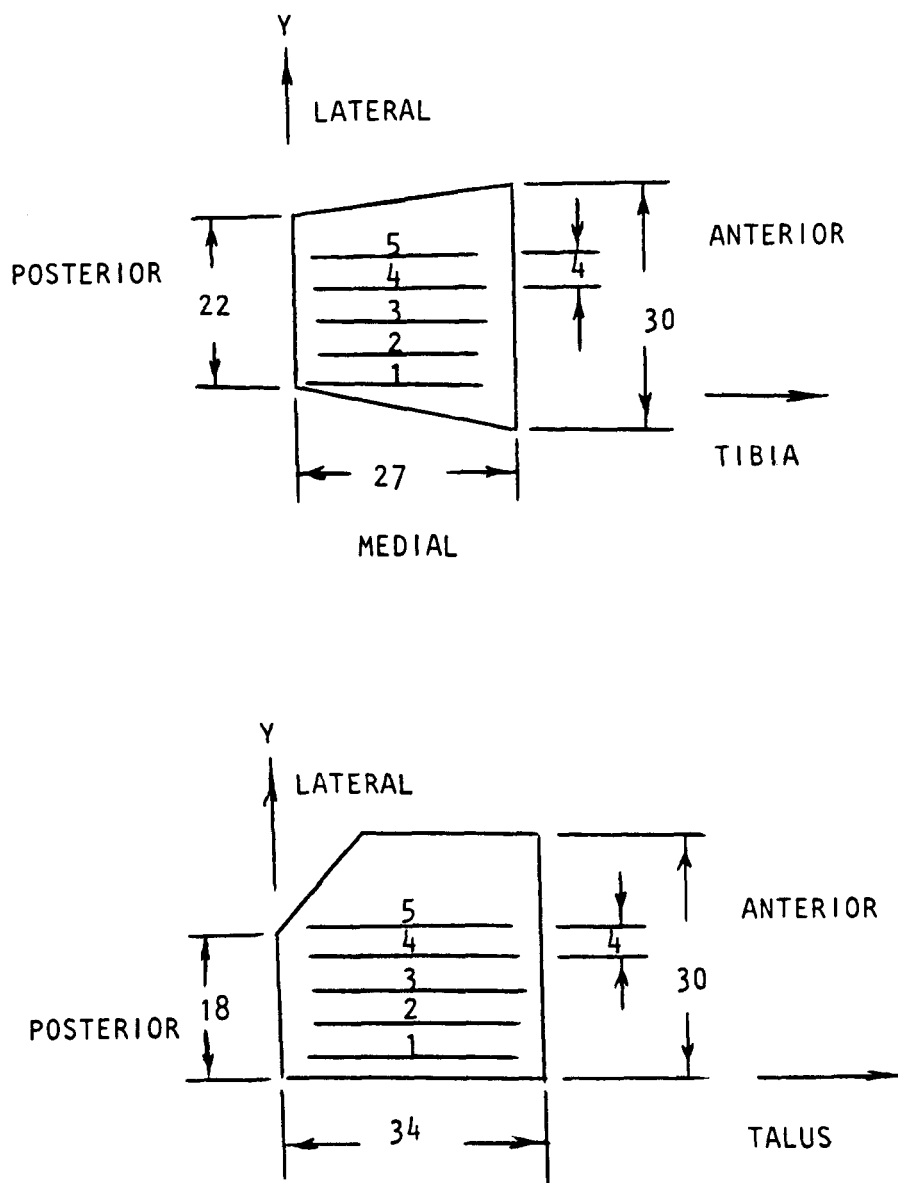 Y
LATERAL
ANTERIOR
POSTERIOR
5
4
3
2
1
22
4
30
TIBIA
27
MEDIAL
Y
LATERAL
ANTERIOR
POSTERIOR
5
4
3
2
1
18
4
30
34
TALUS